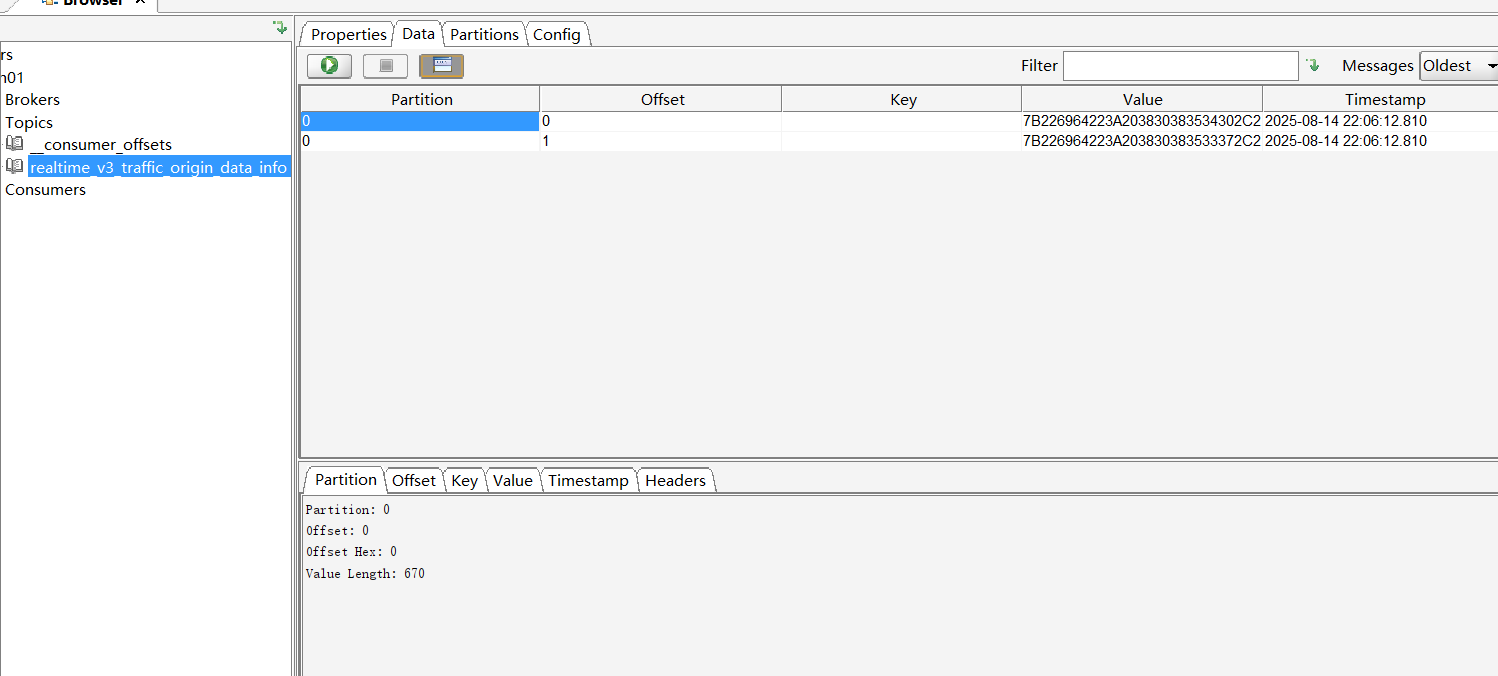 Browser
Properties Data Partitions Config
Filter Messages Oldest
rs
n01
Brokers
Topics
__consumer_offsets
realtime_v3_traffic_origin_data_info
Consumers
Partition Offset Key Value Timestamp
0 0 7B226964223A203830383534302C2 2025-08-14 22:06:12.810
0 1 7B226964223A203830383533372C2 2025-08-14 22:06:12.810
Partition Offset Key Value Timestamp Headers
Partition: 0
Offset: 0
Offset Hex: 0
Value Length: 670